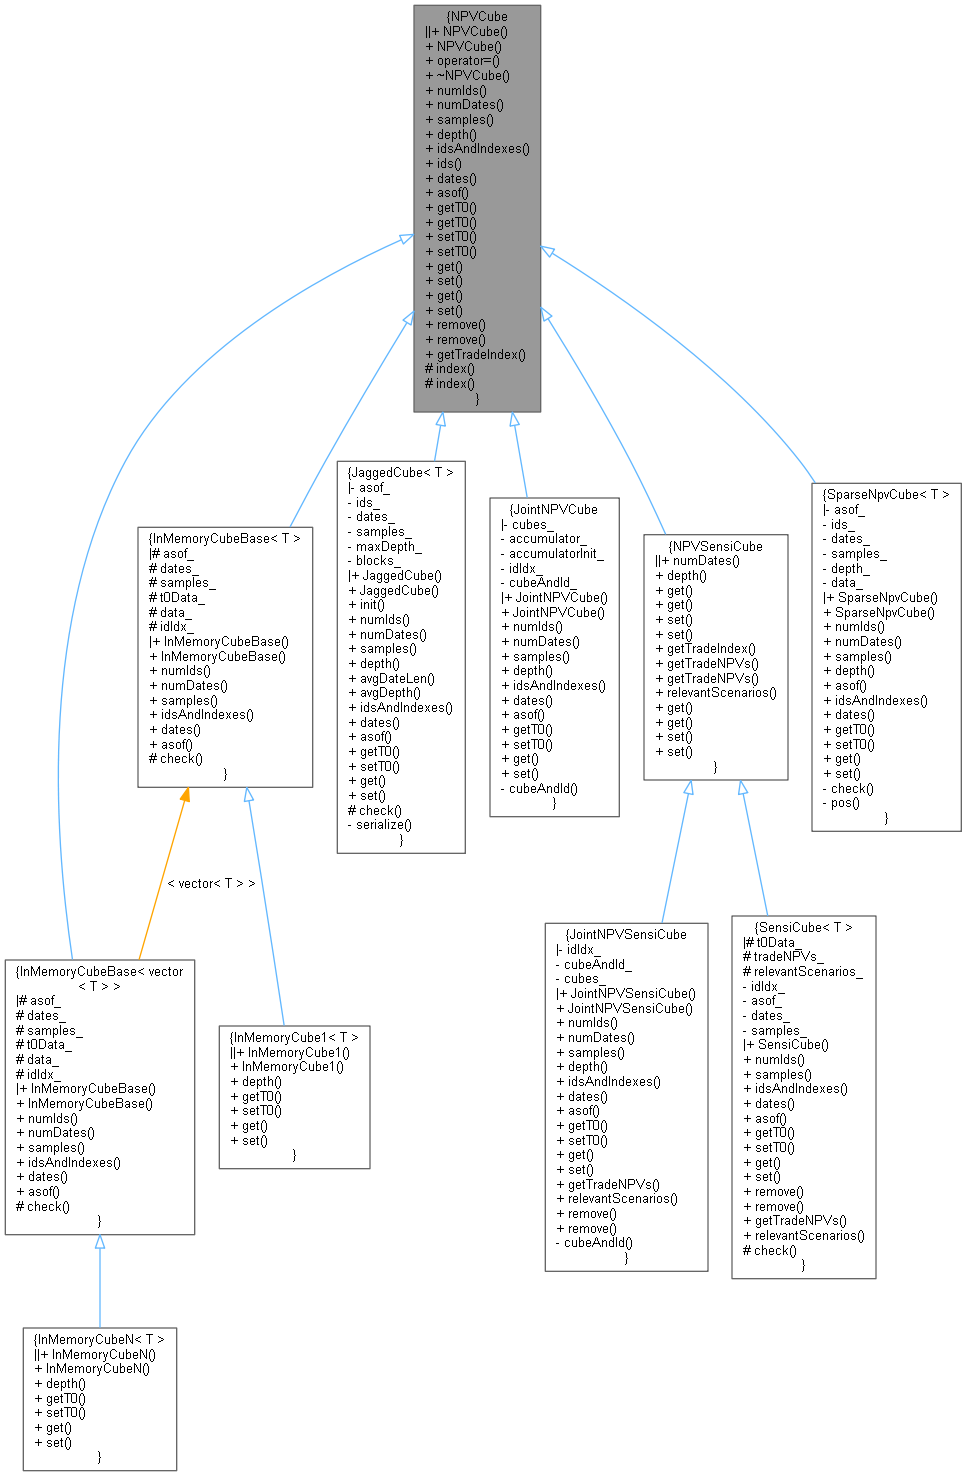 {NPVCube
||+ NPVCube()
+ NPVCube()
+ operator=()
+ ~NPVCube()
+ numIds()
+ numDates()
+ samples()
+ depth()
+ idsAndIndexes()
+ ids()
+ dates()
+ asof()
+ getT0()
+ getT0()
+ setT0()
+ setT0()
+ get()
+ set()
+ get()
+ set()
+ remove()
+ remove()
+ getTradeIndex()
# index()
# index()
}
{InMemoryCubeBase< T >
|# asof_
# dates_
# samples_
# t0Data_
# data_
# idIdx_
|+ InMemoryCubeBase()
+ InMemoryCubeBase()
+ numIds()
+ numDates()
+ samples()
+ idsAndIndexes()
+ dates()
+ asof()
# check()
}
{JaggedCube< T >
|- asof_
- ids_
- dates_
- samples_
- maxDepth_
- blocks_
|+ JaggedCube()
+ JaggedCube()
+ init()
+ numIds()
+ numDates()
+ samples()
+ depth()
+ avgDateLen()
+ avgDepth()
+ idsAndIndexes()
+ dates()
+ asof()
+ getT0()
+ setT0()
+ get()
+ set()
# check()
- serialize()
}
{JointNPVCube
|- cubes_
- accumulator_
- accumulatorInit_
- idIdx_
- cubeAndId_
|+ JointNPVCube()
+ JointNPVCube()
+ numIds()
+ numDates()
+ samples()
+ depth()
+ idsAndIndexes()
+ dates()
+ asof()
+ getT0()
+ setT0()
+ get()
+ set()
- cubeAndId()
}
{NPVSensiCube
||+ numDates()
+ depth()
+ get()
+ get()
+ set()
+ set()
+ getTradeIndex()
+ getTradeNPVs()
+ getTradeNPVs()
+ relevantScenarios()
+ get()
+ get()
+ set()
+ set()
}
{SparseNpvCube< T >
|- asof_
- ids_
- dates_
- samples_
- depth_
- data_
|+ SparseNpvCube()
+ SparseNpvCube()
+ numIds()
+ numDates()
+ samples()
+ depth()
+ asof()
+ idsAndIndexes()
+ dates()
+ getT0()
+ setT0()
+ get()
+ set()
- check()
- pos()
}
< vector< T > >
{InMemoryCubeBase< vector
< T > >
|# asof_
# dates_
# samples_
# t0Data_
# data_
# idIdx_
|+ InMemoryCubeBase()
+ InMemoryCubeBase()
+ numIds()
+ numDates()
+ samples()
+ idsAndIndexes()
+ dates()
+ asof()
# check()
}
{InMemoryCube1< T >
||+ InMemoryCube1()
+ InMemoryCube1()
+ depth()
+ getT0()
+ setT0()
+ get()
+ set()
}
{JointNPVSensiCube
|- idIdx_
- cubeAndId_
- cubes_
|+ JointNPVSensiCube()
+ JointNPVSensiCube()
+ numIds()
+ numDates()
+ samples()
+ depth()
+ idsAndIndexes()
+ dates()
+ asof()
+ getT0()
+ setT0()
+ get()
+ set()
+ getTradeNPVs()
+ relevantScenarios()
+ remove()
+ remove()
- cubeAndId()
}
{SensiCube< T >
|# t0Data_
# tradeNPVs_
# relevantScenarios_
- idIdx_
- asof_
- dates_
- samples_
|+ SensiCube()
+ numIds()
+ samples()
+ idsAndIndexes()
+ dates()
+ asof()
+ getT0()
+ setT0()
+ get()
+ set()
+ remove()
+ remove()
+ getTradeNPVs()
+ relevantScenarios()
# check()
}
{InMemoryCubeN< T >
||+ InMemoryCubeN()
+ InMemoryCubeN()
+ depth()
+ getT0()
+ setT0()
+ get()
+ set()
}